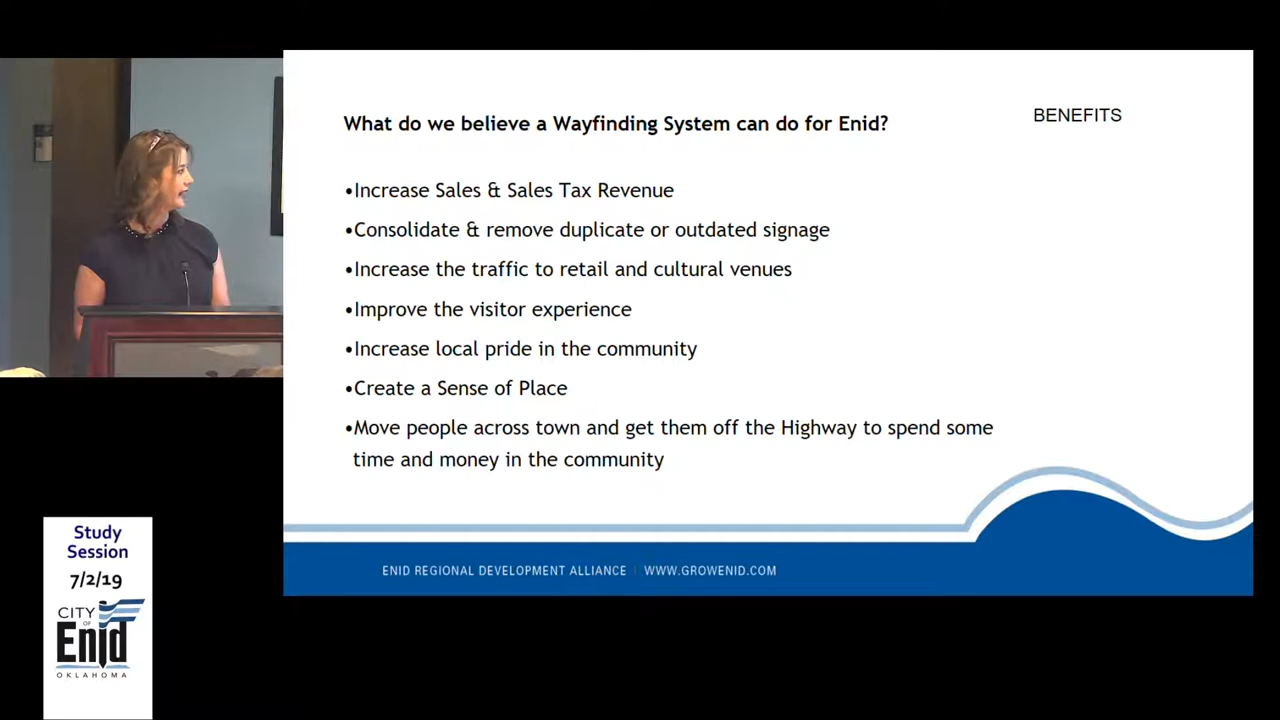 What do we believe a Wayfinding System can do for Enid?
BENEFITS
•Increase Sales & Sales Tax Revenue
•Consolidate & remove duplicate or outdated signage
•Increase the traffic to retail and cultural venues
•Improve the visitor experience
•Increase local pride in the community
•Create a Sense of Place
•Move people across town and get them off the Highway to spend some
time and money in the community
ENID REGIONAL DEVELOPMENT ALLIANCE | WWW.GROWENID.COM
Study
Session
7/2/19
CITY
OF
Enid
OKLAHOMA